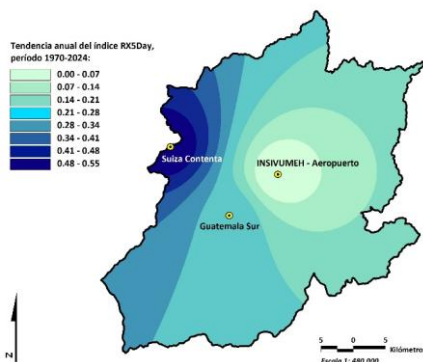 Tendencia anual del índice RX5Day,
período 1970-2024:
0.00 - 0.07
0.07 - 0.14
0.14 - 0.21
0.21 - 0.28
0.28 - 0.34
0.34 - 0.41
0.41 - 0.48
0.48 - 0.55
Suiza Contenta
INSIVUMEH - Aeropuerto
Guatemala Sur
N
5 0 5
Kilómetro
Escala 1: 480,000